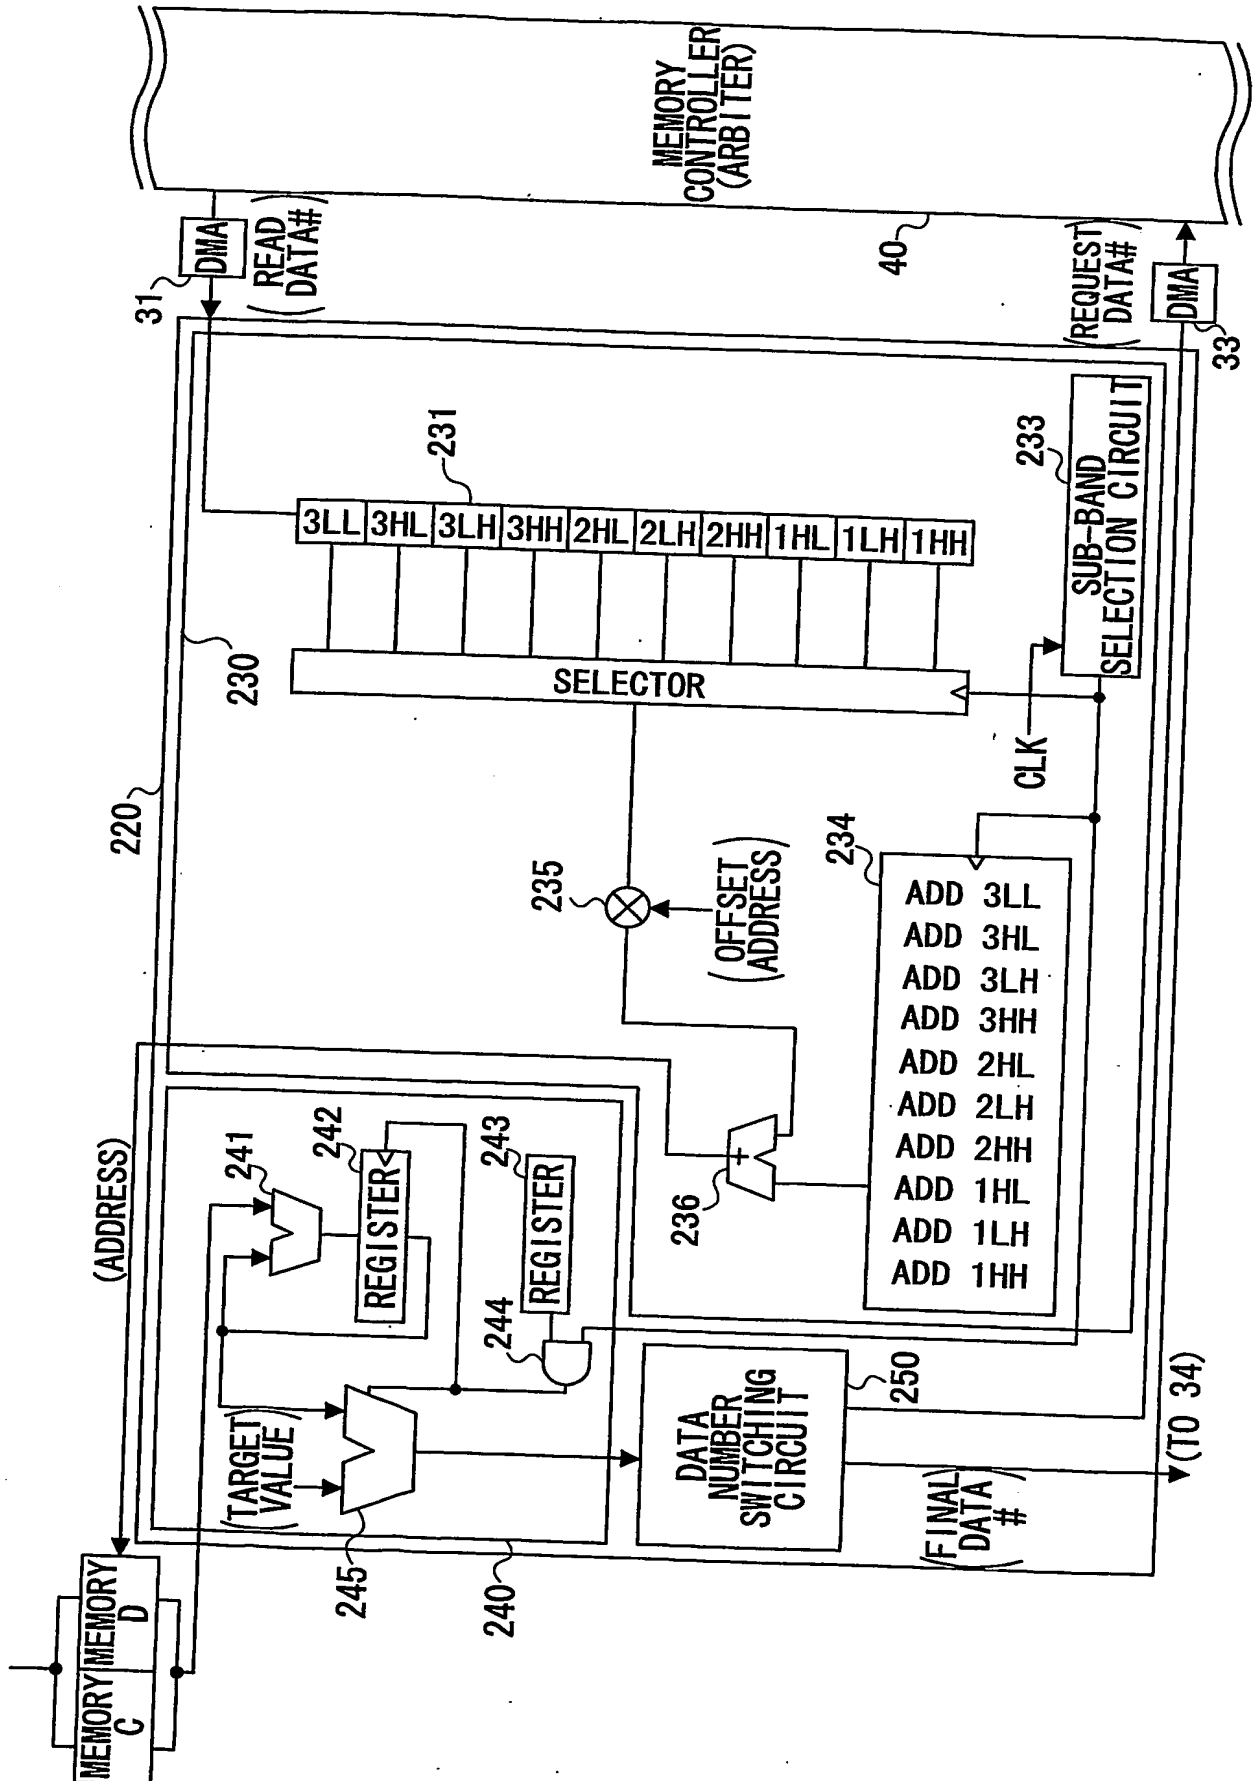 MEMORY
CONTROLLER
(ARBITER)
40
DMA
31
(READ
DATA#)
(REQUEST
DATA#)
DMA
33
220
230
231
3LL
3HL
3LH
3HH
2HL
2LH
2HH
1HL
1LH
1HH
SELECTOR
233
SUB-BAND
SELECTION CIRCUIT
CLK
235
(OFFSET
ADDRESS)
234
ADD 3LL
ADD 3HL
ADD 3LH
ADD 3HH
ADD 2HL
ADD 2LH
ADD 2HH
ADD 1HL
ADD 1LH
ADD 1HH
236
+
(ADDRESS)
241
242
REGISTER
243
REGISTER
244
(TARGET
VALUE)
245
240
DATA
NUMBER
SWITCHING
CIRCUIT
250
(FINAL
DATA
#)
(TO 34)
MEMORY
C
MEMORY
D